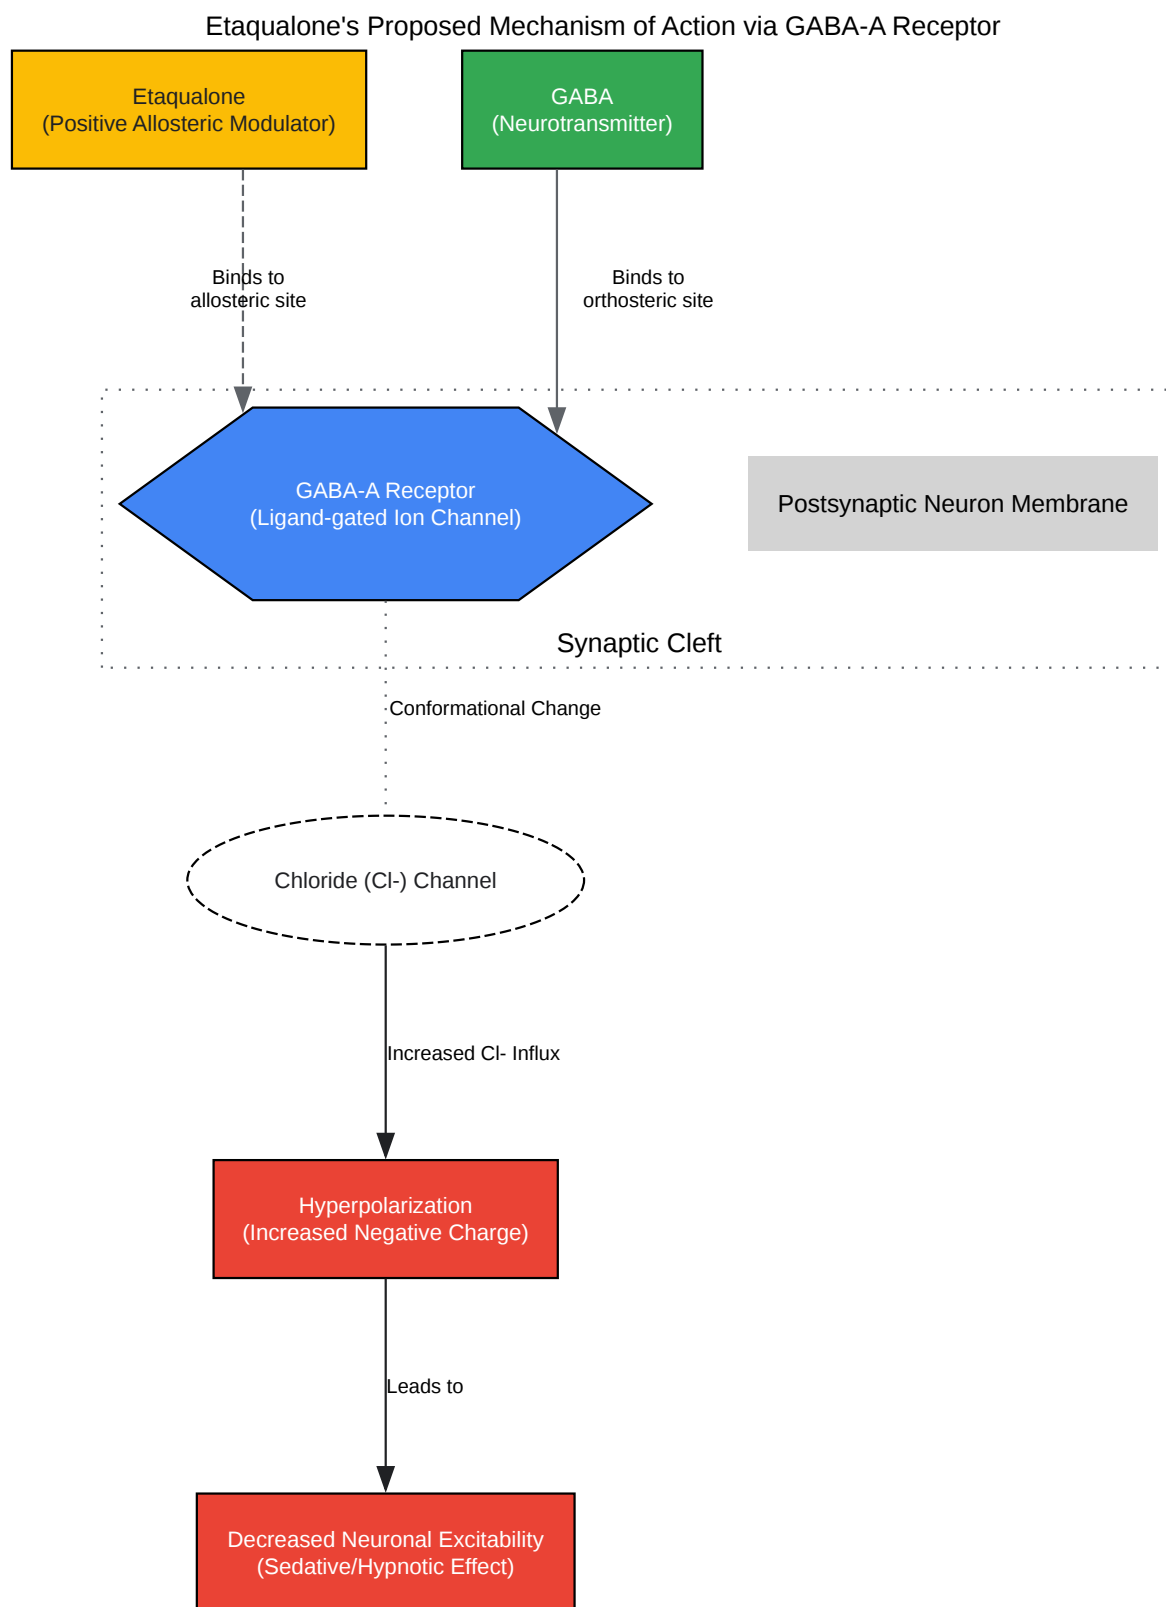 Etaqualone's Proposed Mechanism of Action via GABA-A Receptor
Etaqualone
(Positive Allosteric Modulator)
GABA
(Neurotransmitter)
Binds to
allosteric site
Binds to
orthosteric site
GABA-A Receptor
(Ligand-gated Ion Channel)
Postsynaptic Neuron Membrane
Synaptic Cleft
Conformational Change
Chloride (Cl-) Channel
Increased Cl- Influx
Hyperpolarization
(Increased Negative Charge)
Leads to
Decreased Neuronal Excitability
(Sedative/Hypnotic Effect)